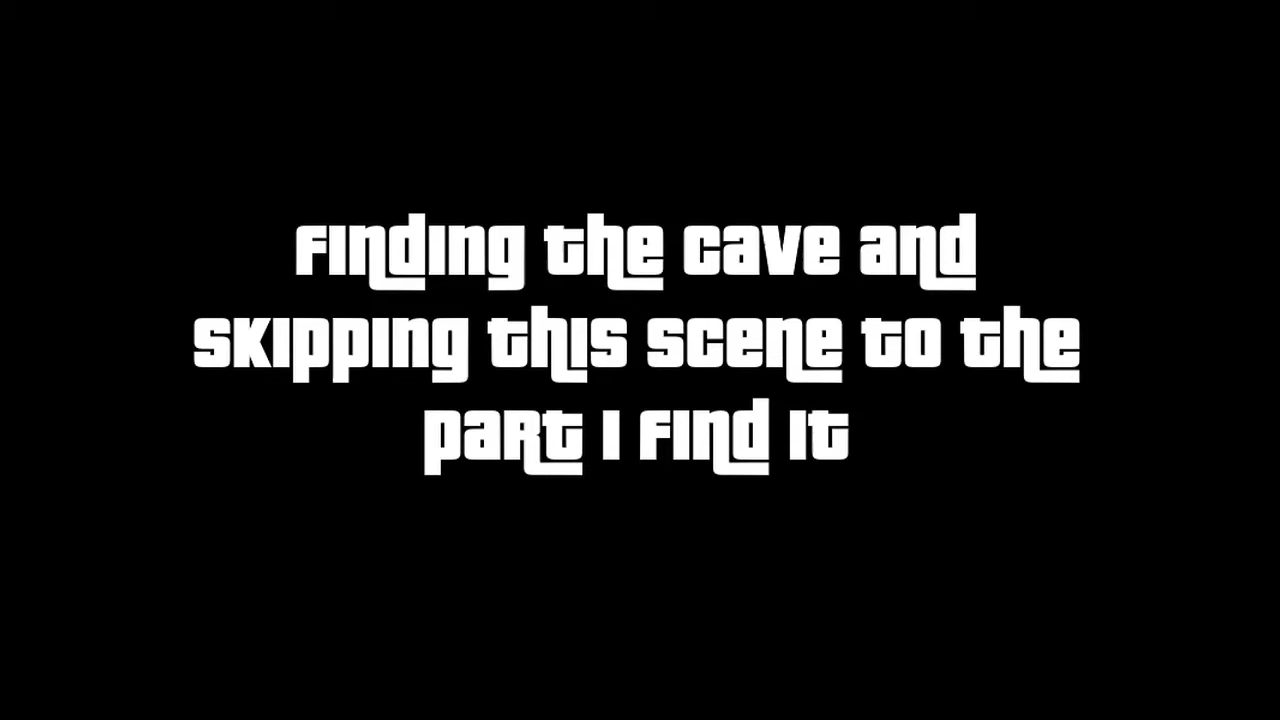 Finding the cave and
skipping this scene to the
part I find it